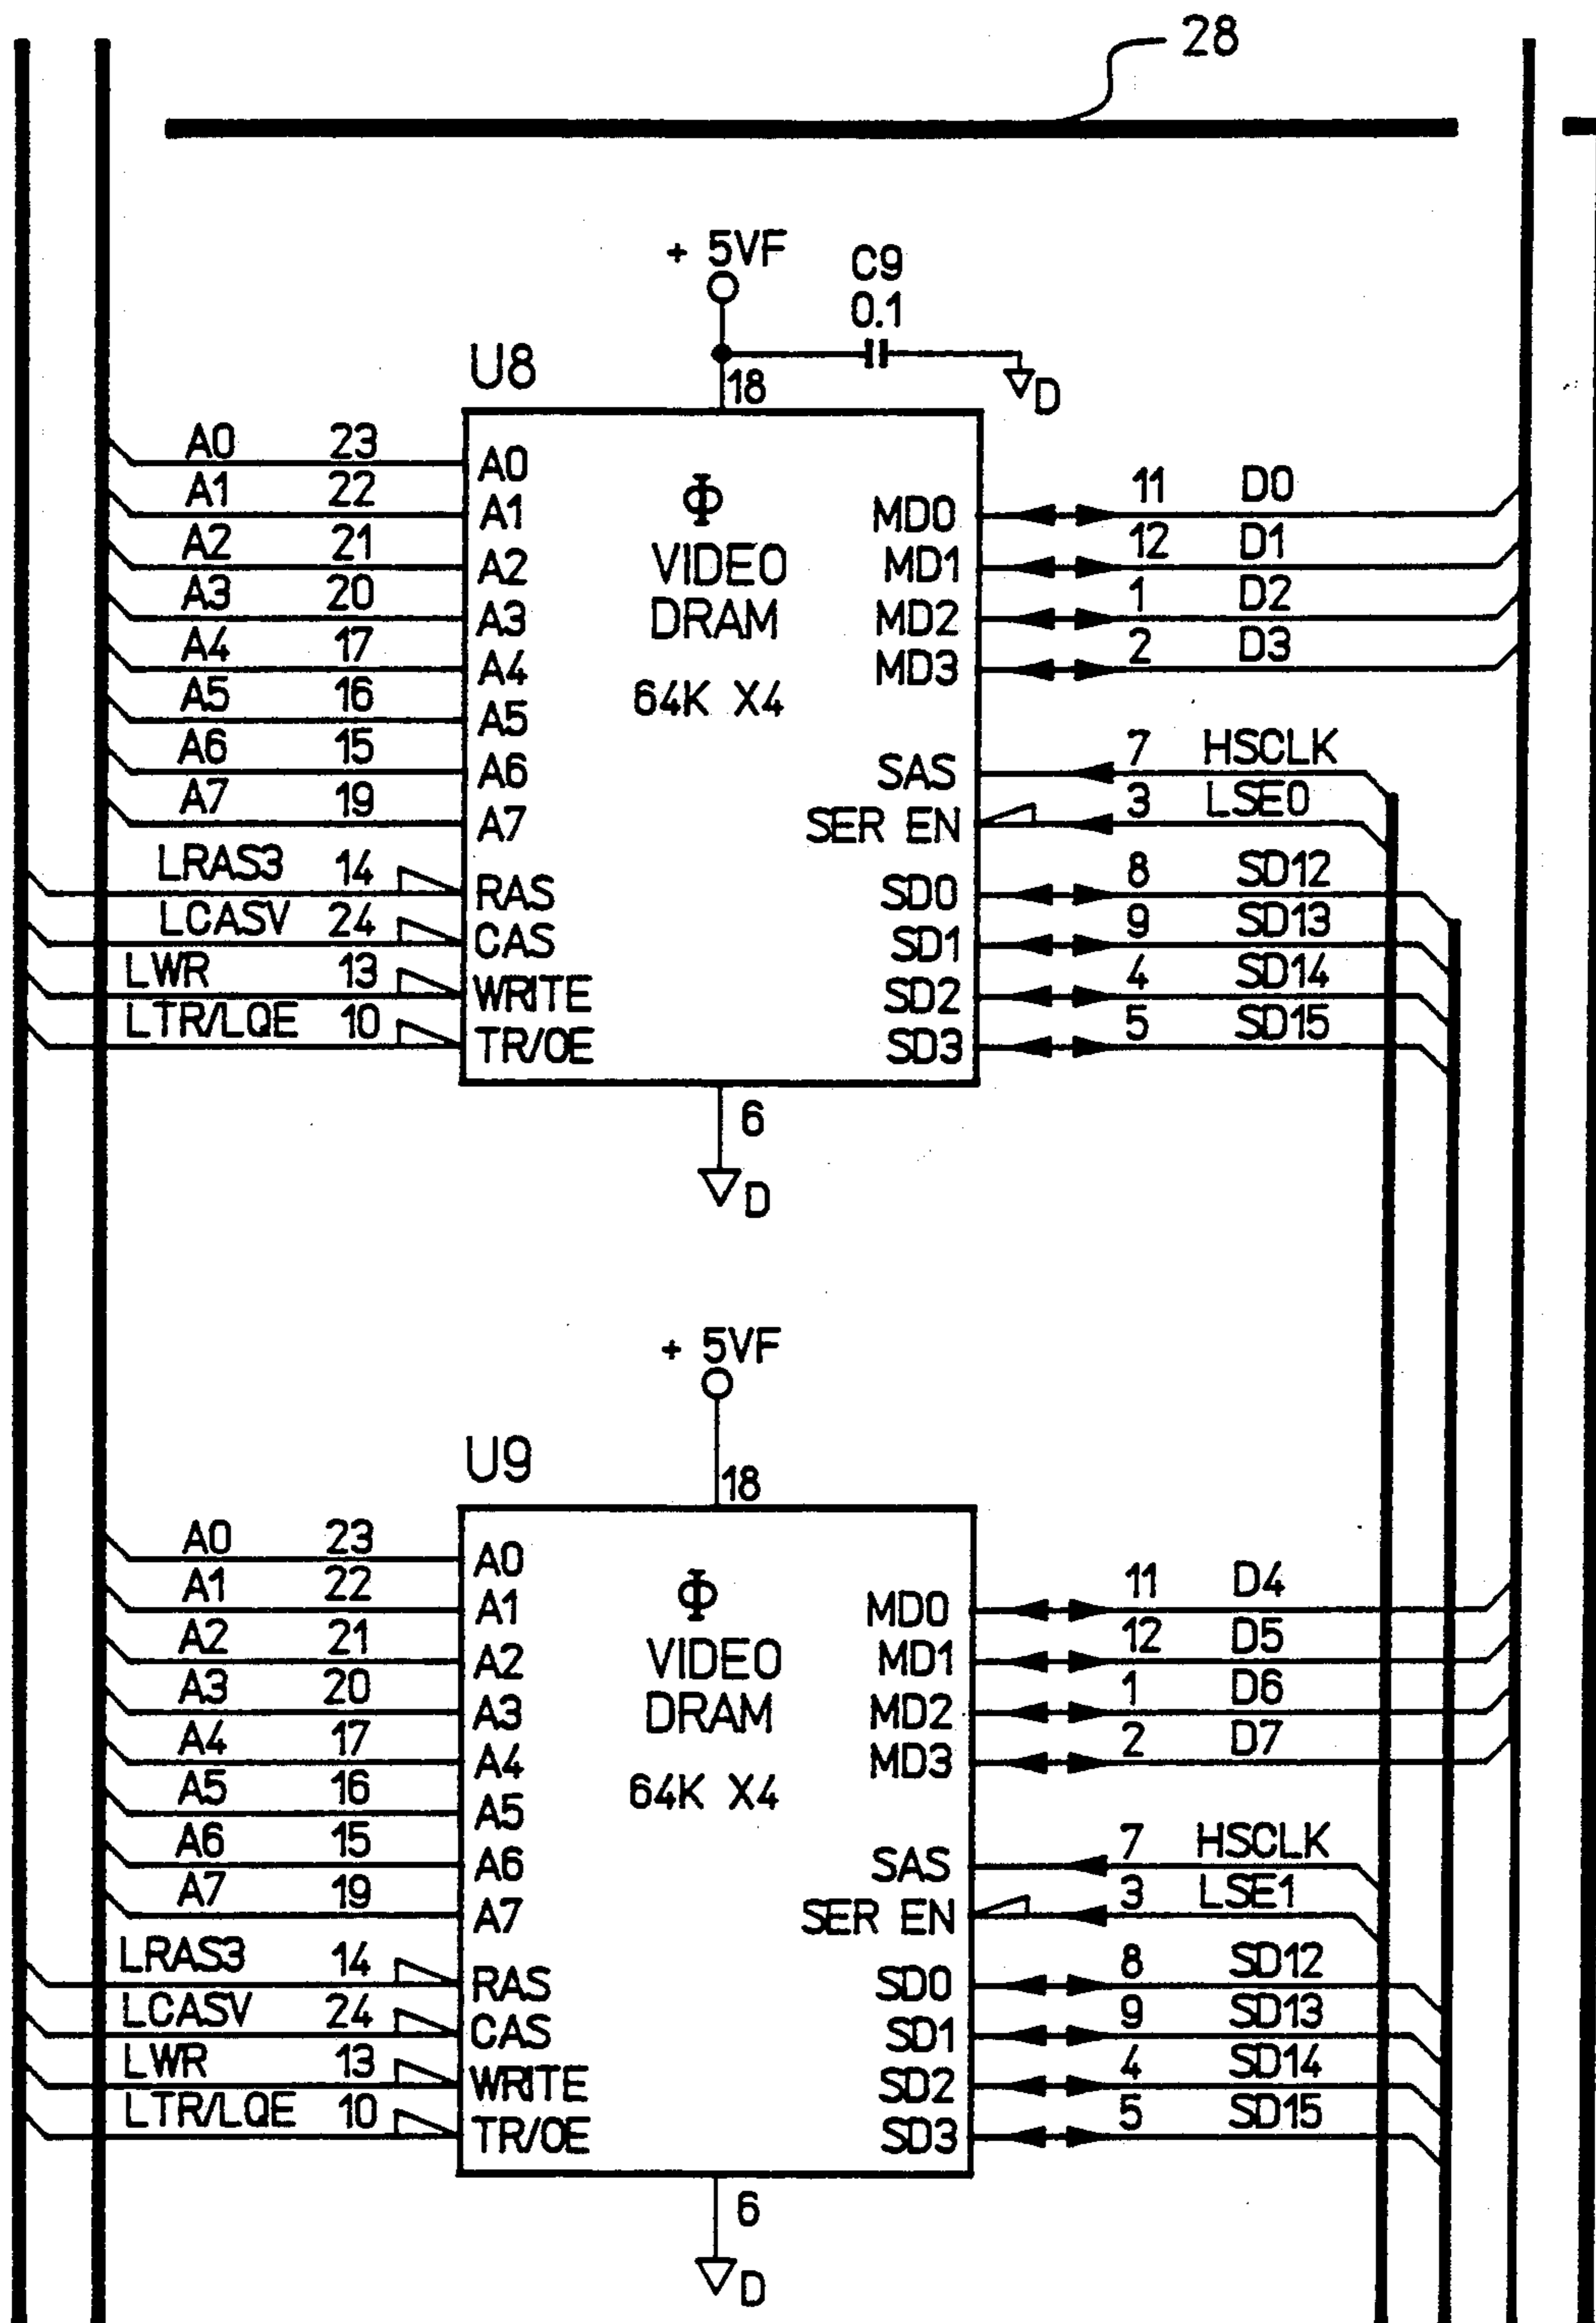 28
+ 5VF
C9
0.1
U8
18
D
A0 23 A0
A1 22 A1
A2 21 A2
A3 20 A3
A4 17 A4
A5 16 A5
A6 15 A6
A7 19 A7
LRAS3 14 RAS
LCASV 24 CAS
LWR 13 WRITE
LTR/LQE 10 TR/OE
Φ
VIDEO
DRAM
64K X4
MD0 11 D0
MD1 12 D1
MD2 1 D2
MD3 2 D3
SAS 7 HSCLK
SER EN 3 LSE0
SD0 8 SD12
SD1 9 SD13
SD2 4 SD14
SD3 5 SD15
6
D
+ 5VF
U9
18
A0 23 A0
A1 22 A1
A2 21 A2
A3 20 A3
A4 17 A4
A5 16 A5
A6 15 A6
A7 19 A7
LRAS3 14 RAS
LCASV 24 CAS
LWR 13 WRITE
LTR/LQE 10 TR/OE
Φ
VIDEO
DRAM
64K X4
MD0 11 D4
MD1 12 D5
MD2 1 D6
MD3 2 D7
SAS 7 HSCLK
SER EN 3 LSE1
SD0 8 SD12
SD1 9 SD13
SD2 4 SD14
SD3 5 SD15
6
D